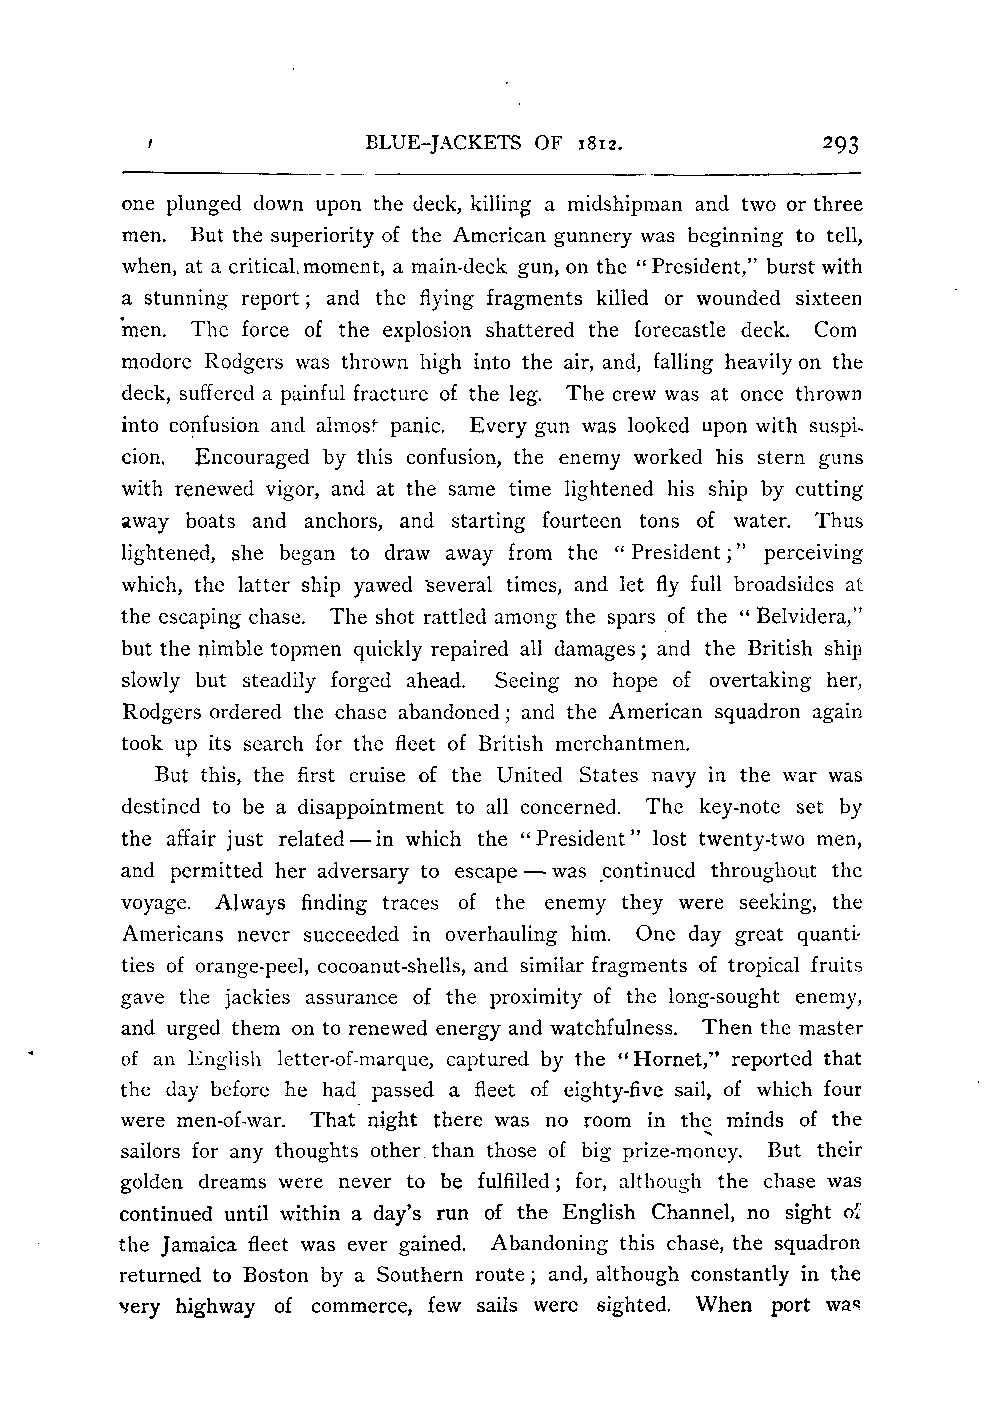 BLUE-JACKETS OF 1812. 293
one plunged down upon the deck, killing a midshipman and two or three
men. But the superiority of the American gunnery was beginning to tell,
when, at a critical moment, a main-deck gun, on the “President,” burst with
a stunning report; and the flying fragments killed or wounded sixteen
men. The force of the explosion shattered the forecastle deck. Com
modore Rodgers was thrown high into the air, and, falling heavily on the
deck, suffered a painful fracture of the leg. The crew was at once thrown
into confusion and almost panic. Every gun was looked upon with suspi-
cion. Encouraged by this confusion, the enemy worked his stern guns
with renewed vigor, and at the same time lightened his ship by cutting
away boats and anchors, and starting fourteen tons of water. Thus
lightened, she began to draw away from the “President;” perceiving
which, the latter ship yawed several times, and let fly full broadsides at
the escaping chase. The shot rattled among the spars of the “Belvidera,”
but the nimble topmen quickly repaired all damages; and the British ship
slowly but steadily forged ahead. Seeing no hope of overtaking her,
Rodgers ordered the chase abandoned; and the American squadron again
took up its search for the fleet of British merchantmen.
But this, the first cruise of the United States navy in the war was
destined to be a disappointment to all concerned. The key-note set by
the affair just related — in which the “President” lost twenty-two men,
and permitted her adversary to escape — was continued throughout the
voyage. Always finding traces of the enemy they were seeking, the
Americans never succeeded in overhauling him. One day great quanti-
ties of orange-peel, cocoanut-shells, and similar fragments of tropical fruits
gave the jackies assurance of the proximity of the long-sought enemy,
and urged them on to renewed energy and watchfulness. Then the master
of an English letter-of-marque, captured by the “Hornet,” reported that
the day before he had passed a fleet of eighty-five sail, of which four
were men-of-war. That night there was no room in the minds of the
sailors for any thoughts other than those of big prize-money. But their
golden dreams were never to be fulfilled; for, although the chase was
continued until within a day’s run of the English Channel, no sight of
the Jamaica fleet was ever gained. Abandoning this chase, the squadron
returned to Boston by a Southern route; and, although constantly in the
very highway of commerce, few sails were sighted. When port was